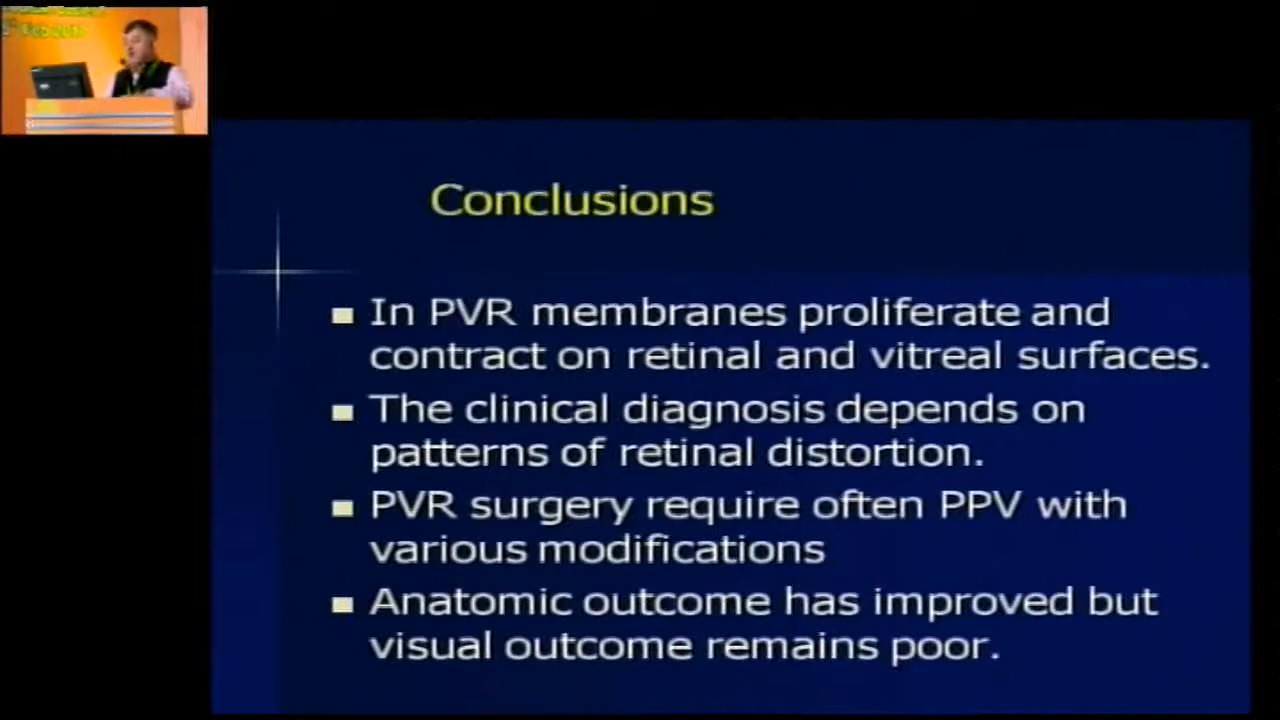 Conclusions
In PVR membranes proliferate and
contract on retinal and vitreal surfaces.
The clinical diagnosis depends on
patterns of retinal distortion.
PVR surgery require often PPV with
various modifications
Anatomic outcome has improved but
visual outcome remains poor.